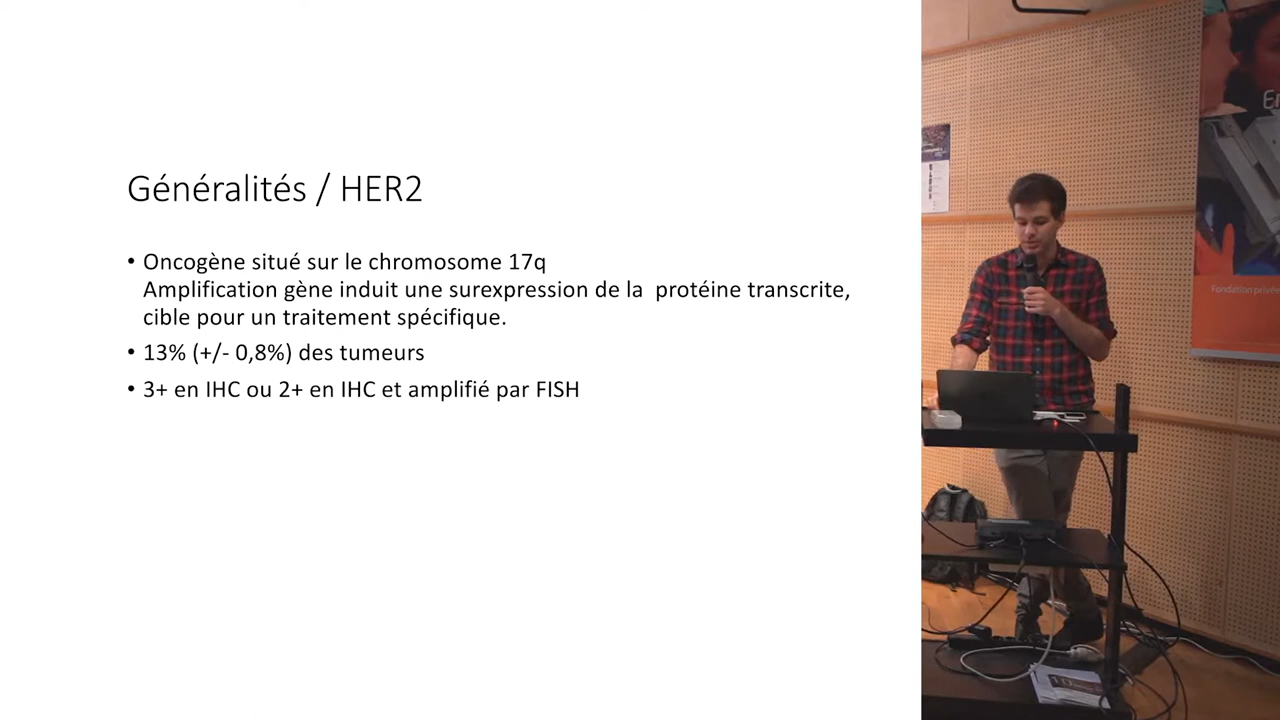 Généralités / HER2
• Oncogène situé sur le chromosome 17q
Amplification gène induit une surexpression de la protéine transcrite,
cible pour un traitement spécifique.
• 13% (+/- 0,8%) des tumeurs
• 3+ en IHC ou 2+ en IHC et amplifié par FISH
Fondation privée